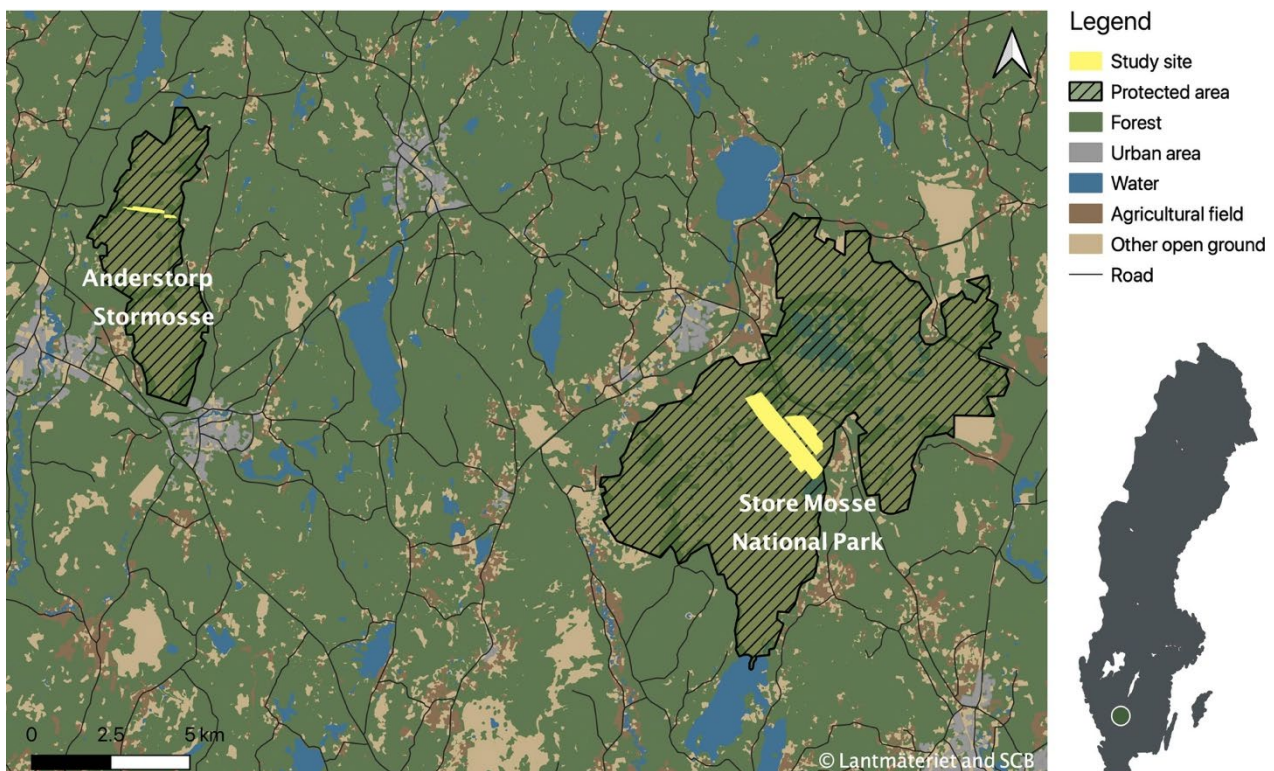 Legend
Study site
Protected area
Forest
Urban area
Water
Agricultural field
Other open ground
Road
Anderstorp
Stormosse
Store Mosse
National Park
0 2.5 5 km
© Lantmäteriet and SCB